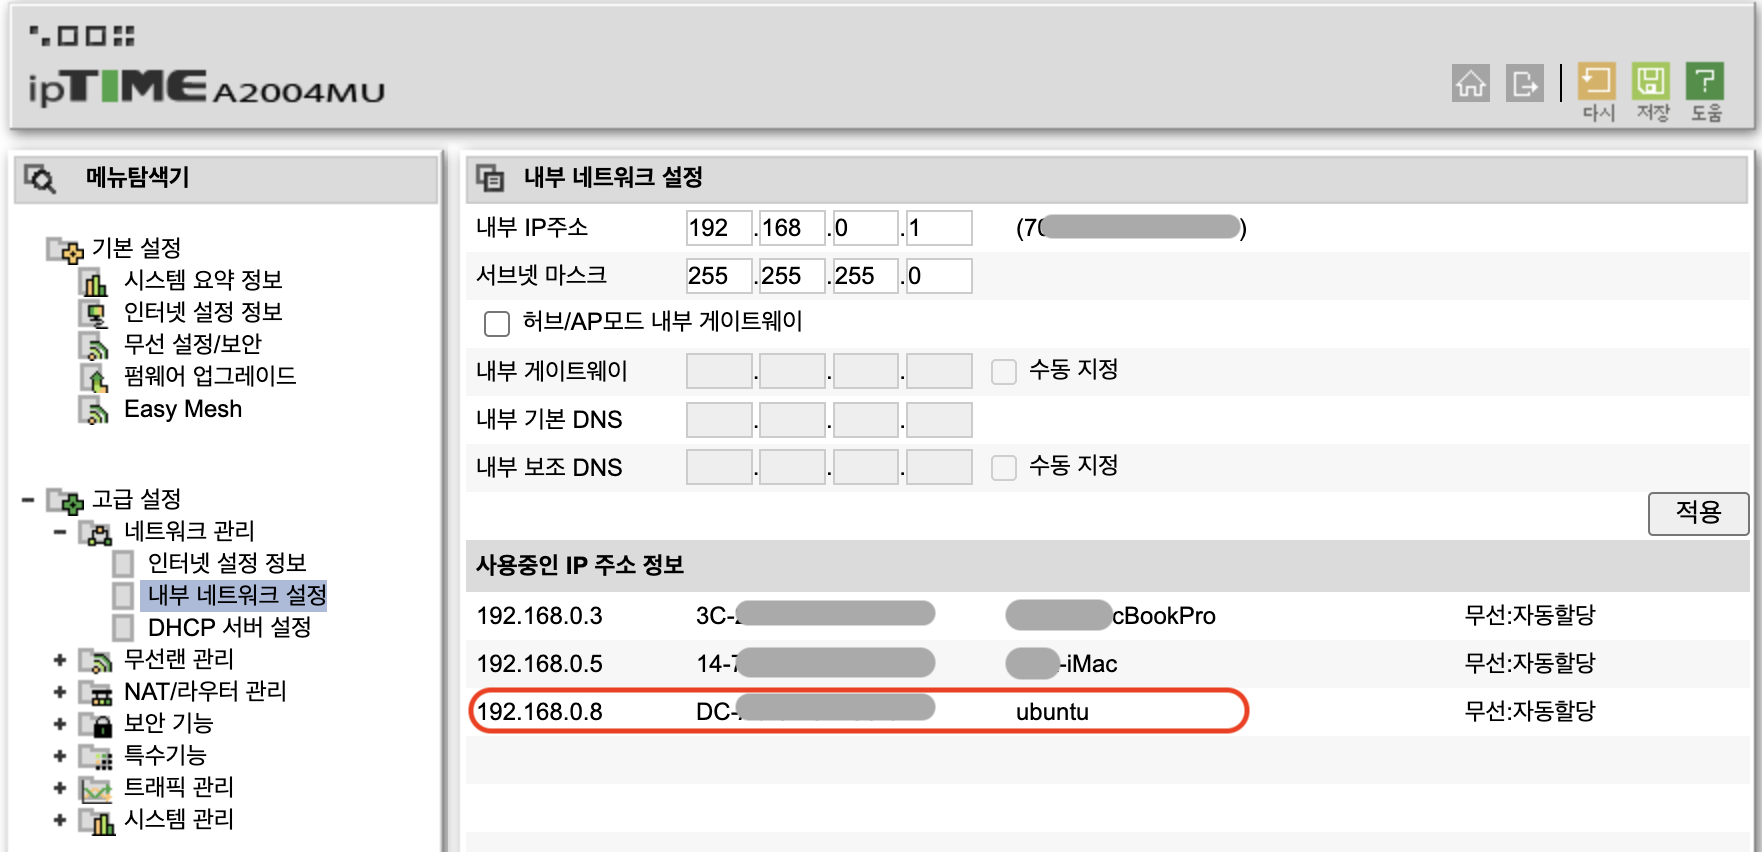 ipTIME A2004MU
다시 저장 도움
메뉴탐색기
기본 설정
시스템 요약 정보
인터넷 설정 정보
무선 설정/보안
펌웨어 업그레이드
Easy Mesh
고급 설정
네트워크 관리
인터넷 설정 정보
내부 네트워크 설정
DHCP 서버 설정
무선랜 관리
NAT/라우터 관리
보안 기능
특수기능
트래픽 관리
시스템 관리
내부 네트워크 설정
내부 IP주소 192 .168 .0 .1 (70 )
서브넷 마스크 255 .255 .255 .0
허브/AP모드 내부 게이트웨이
내부 게이트웨이 . . . 수동 지정
내부 기본 DNS . . .
내부 보조 DNS . . . 수동 지정
적용
사용중인 IP 주소 정보
192.168.0.3 3C- cBookPro 무선:자동할당
192.168.0.5 14-7 -iMac 무선:자동할당
192.168.0.8 DC- ubuntu 무선:자동할당